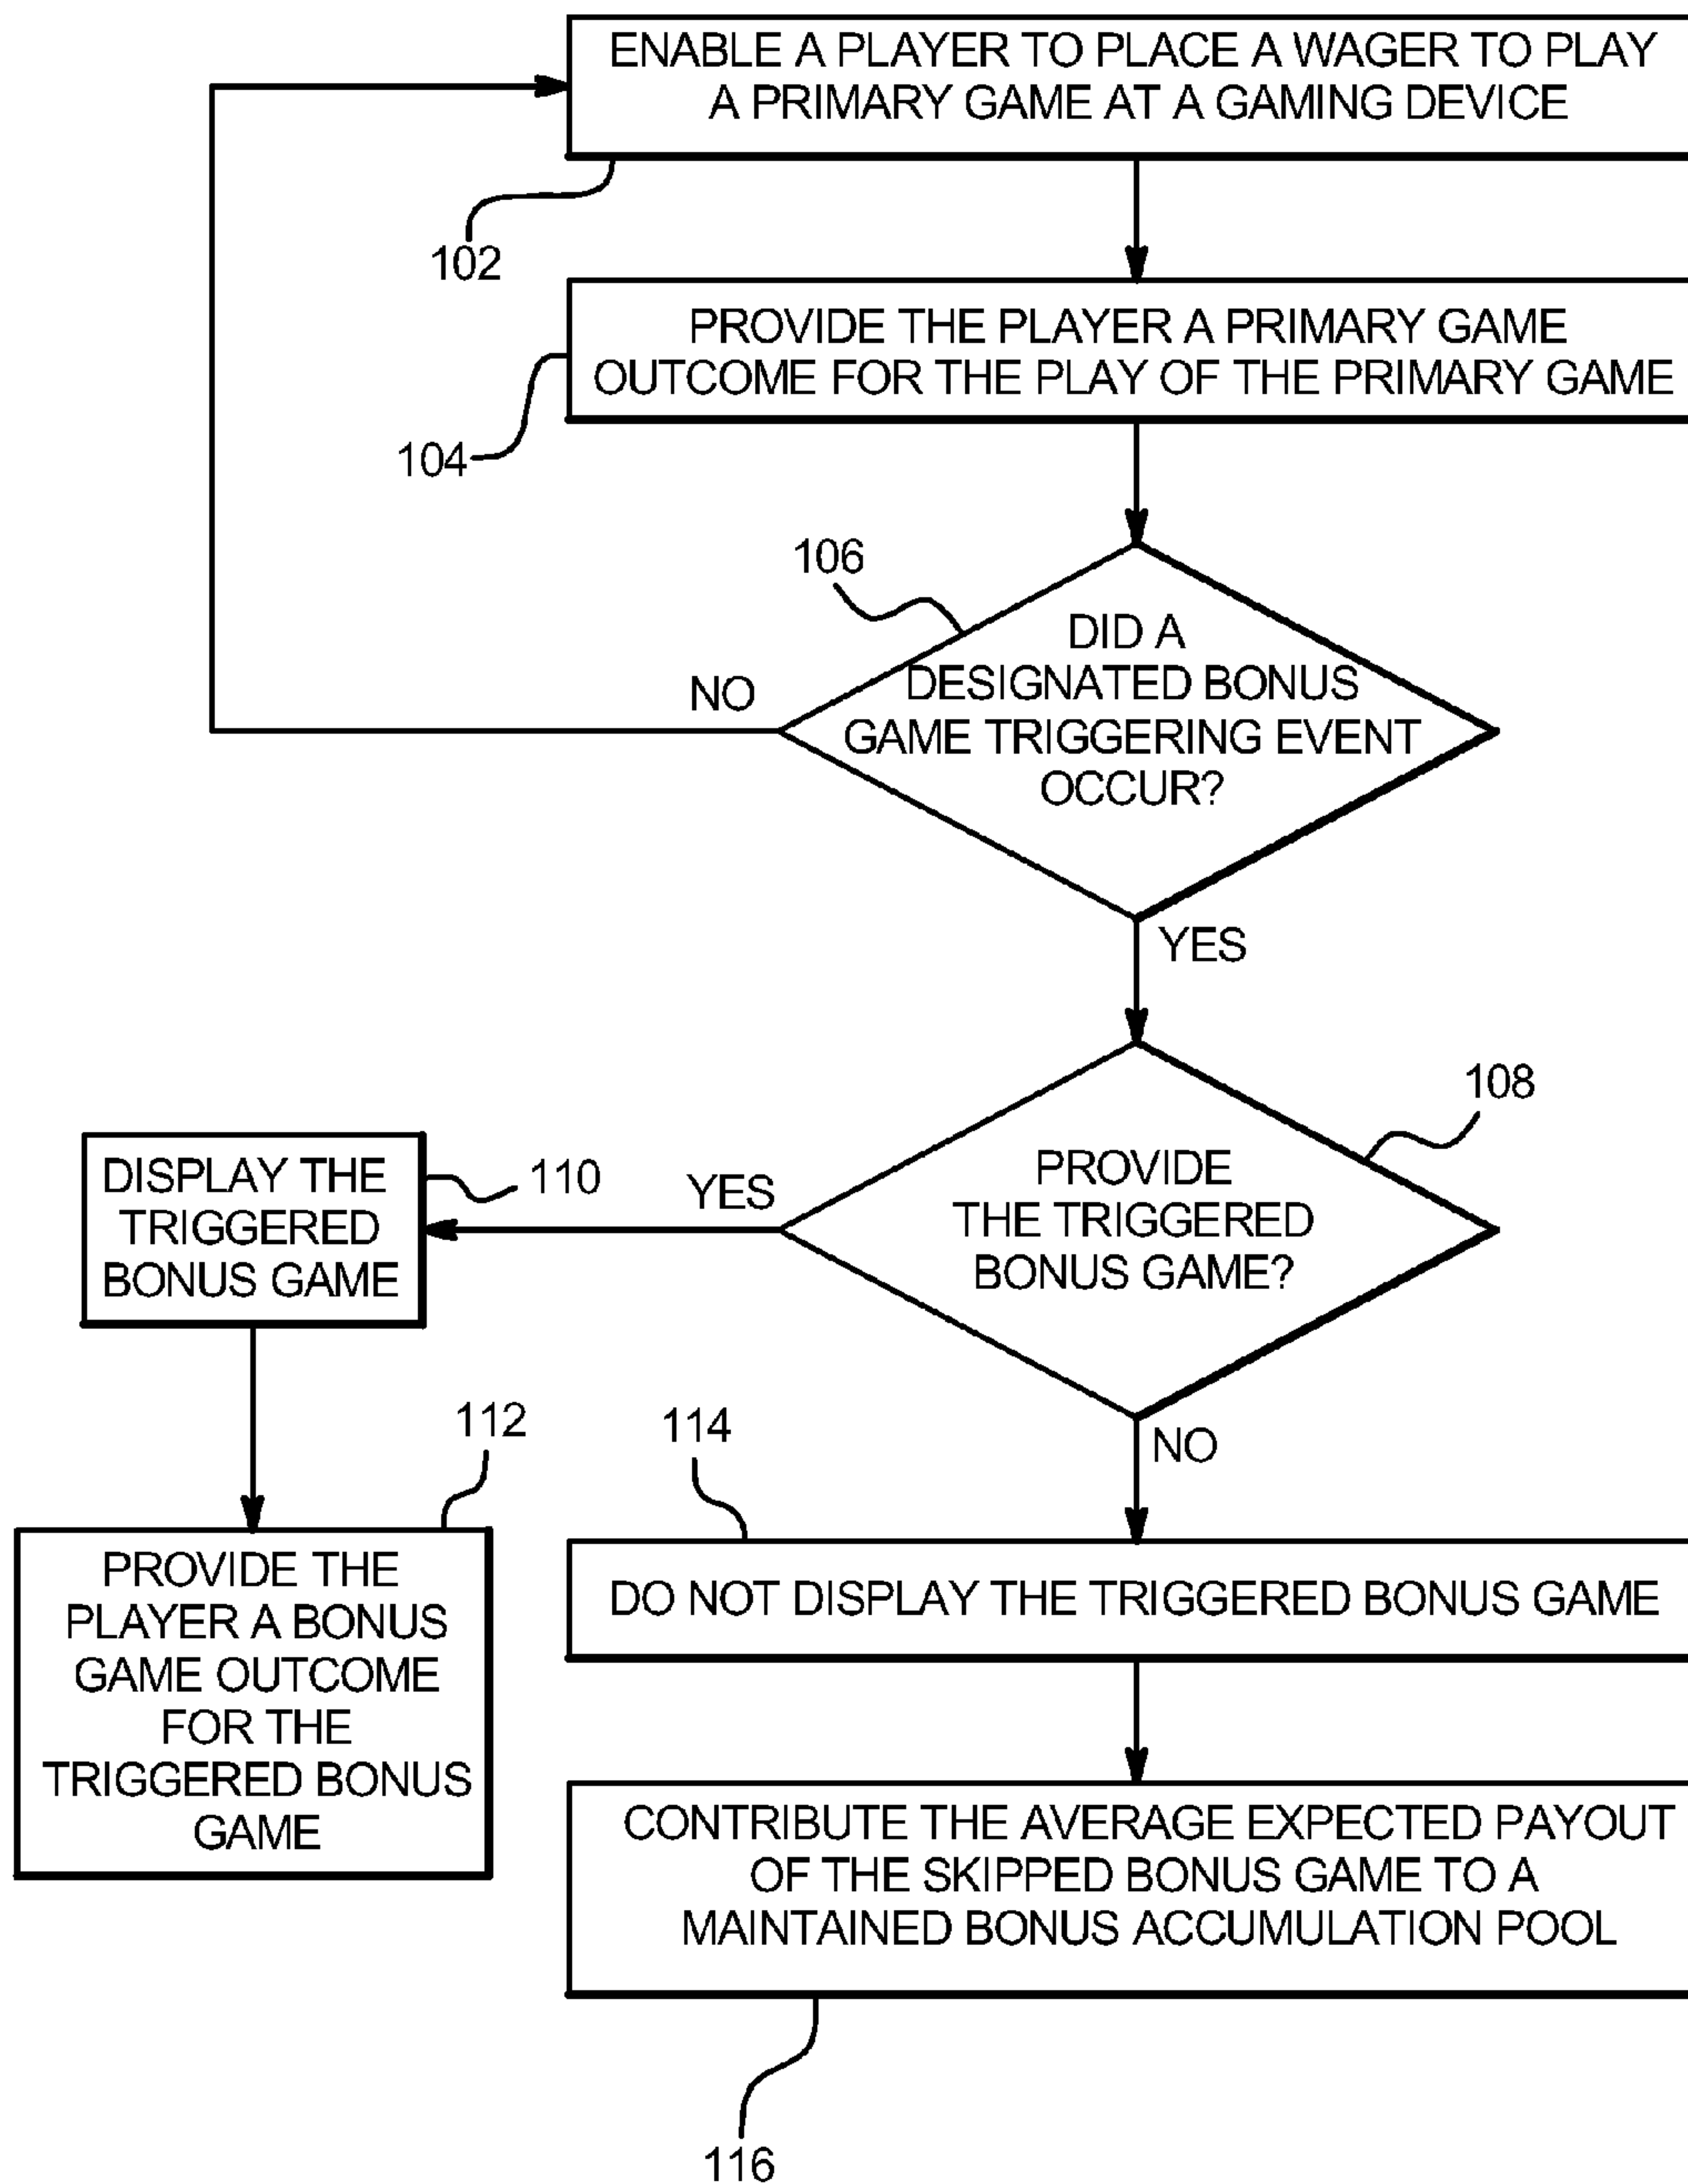 ENABLE A PLAYER TO PLACE A WAGER TO PLAY
A PRIMARY GAME AT A GAMING DEVICE
102
PROVIDE THE PLAYER A PRIMARY GAME
OUTCOME FOR THE PLAY OF THE PRIMARY GAME
104
106
DID A
DESIGNATED BONUS
GAME TRIGGERING EVENT
OCCUR?
NO
YES
108
PROVIDE
THE TRIGGERED
BONUS GAME?
YES
110
DISPLAY THE
TRIGGERED
BONUS GAME
112
PROVIDE THE
PLAYER A BONUS
GAME OUTCOME
FOR THE
TRIGGERED BONUS
GAME
NO
114
DO NOT DISPLAY THE TRIGGERED BONUS GAME
CONTRIBUTE THE AVERAGE EXPECTED PAYOUT
OF THE SKIPPED BONUS GAME TO A
MAINTAINED BONUS ACCUMULATION POOL
116